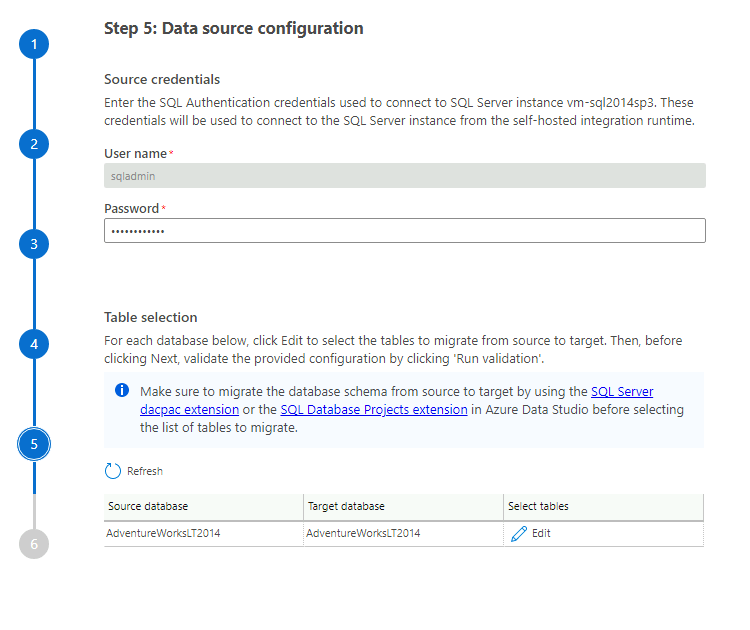 Step 5: Data source configuration
1
Source credentials
Enter the SQL Authentication credentials used to connect to SQL Server instance vm-sql2014sp3. These
credentials will be used to connect to the SQL Server instance from the self-hosted integration runtime.
2
User name*
sqladmin
Password*
••••••••••••
3
Table selection
4
For each database below, click Edit to select the tables to migrate from source to target. Then, before
clicking Next, validate the provided configuration by clicking 'Run validation'.
Make sure to migrate the database schema from source to target by using the SQL Server
dacpac extension or the SQL Database Projects extension in Azure Data Studio before selecting
the list of tables to migrate.
5
Refresh
Source database Target database Select tables
AdventureWorksLT2014 AdventureWorksLT2014 Edit
6